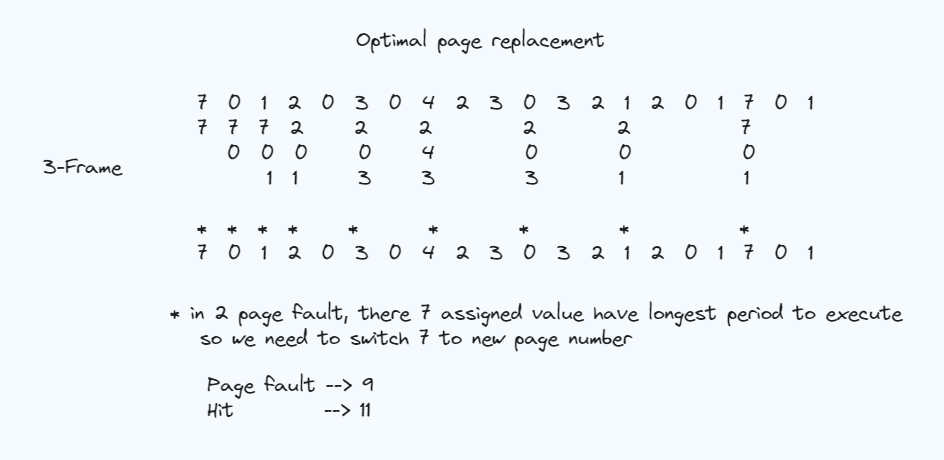 Optimal page replacement
7 0 1 2 0 3 0 4 2 3 0 3 2 1 2 0 1 7 0 1
7 7 7 2 2 2 2 2 7
0 0 0 0 4 0 0 0
3-Frame
1 1 3 3 3 1 1
* * * * * * * * *
7 0 1 2 0 3 0 4 2 3 0 3 2 1 2 0 1 7 0 1
* in 2 page fault, there 7 assigned value have longest period to execute
so we need to switch 7 to new page number
Page fault --> 9
Hit --> 11